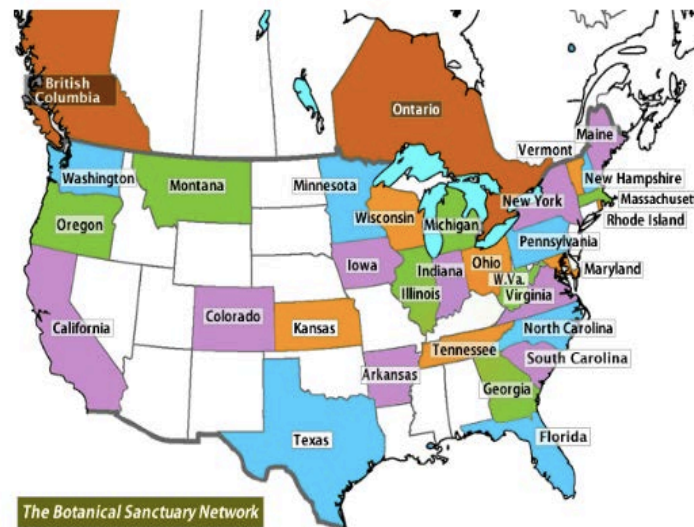 British
Columbia
Ontario
Maine
Vermont
Washington
Montana
Minnesota
New Hampshire
Massachuset
Oregon
Wisconsin
Michigan
New York
Rhode Island
Pennsylvania
Iowa
Indiana
Ohio
Maryland
W.Va.
Illinois
Virginia
California
Colorado
Kansas
North Carolina
Tennessee
South Carolina
Arkansas
Georgia
Texas
Florida
The Botanical Sanctuary Network